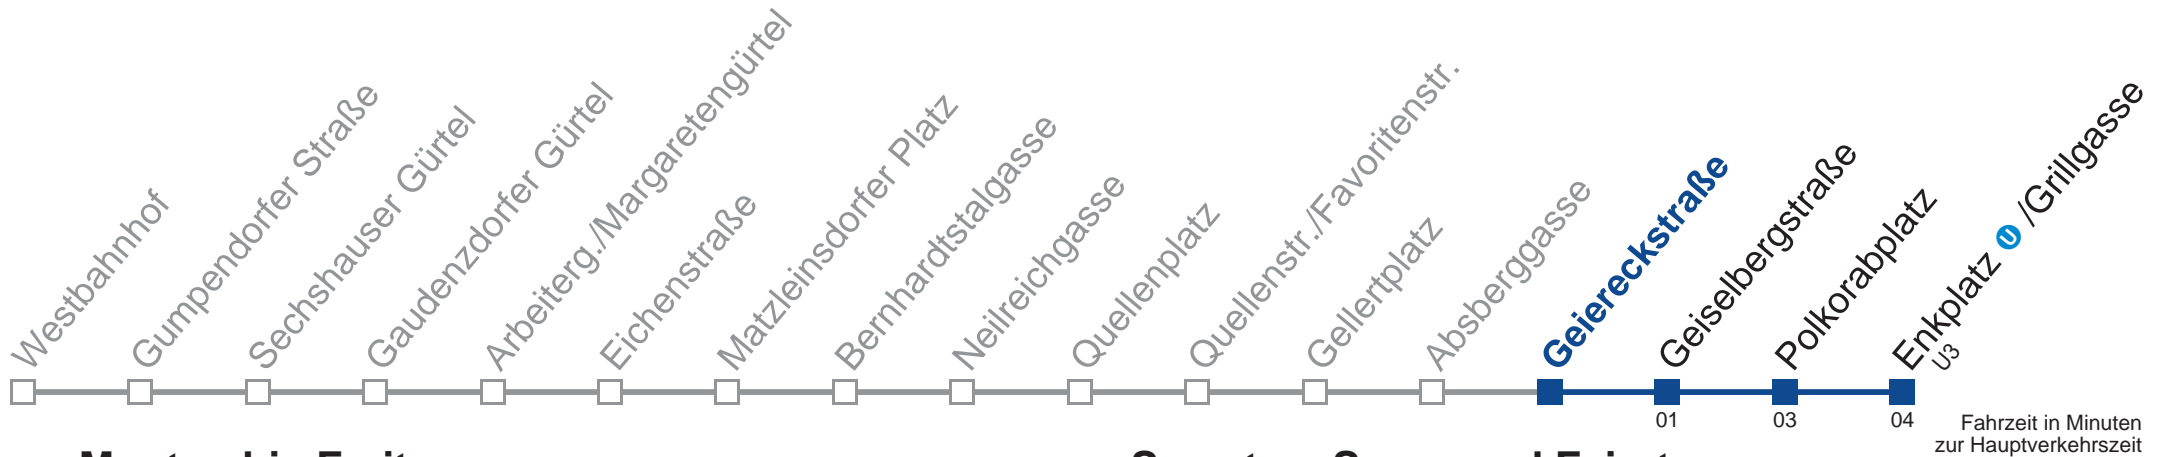 Westbahnhof
Gumpendorfer Straße
Sechshauser Gürtel
Gaudenzdorfer Gürtel
Arbeiterg./Margaretengürtel
Eichenstraße
Matzleinsdorfer Platz
Bernhardtstalgasse
Neilreichgasse
Quellenplatz
Quellenstr./Favoritenstr.
Gellertplatz
Absberggasse
Geiereckstraße
Geiselbergstraße
Polkorabplatz
Enkplatz U /Grillgasse
U3
01 03 04
Fahrzeit in Minuten
zur Hauptverkehrszeit